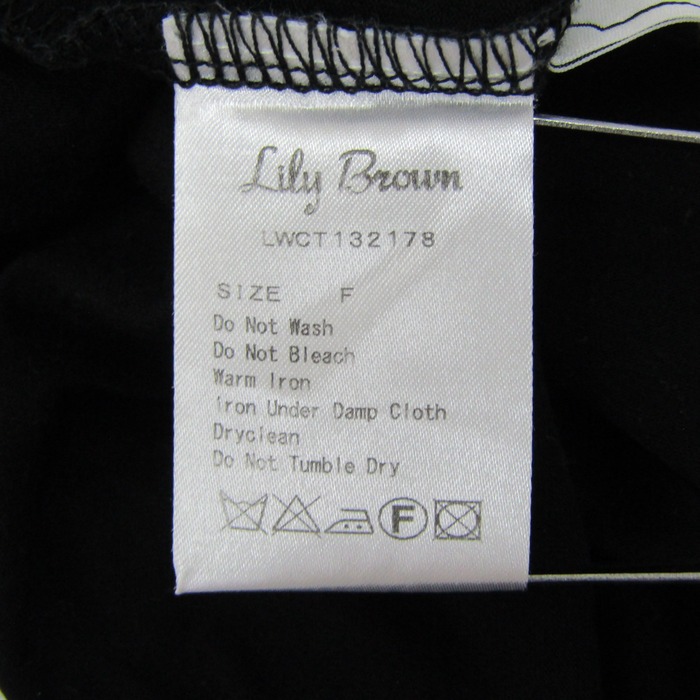 Lily Brown
LWCT132178
SIZE F
Do Not Wash
Do Not Bleach
Warm Iron
Iron Under Damp Cloth
Dryclean
Do Not Tumble Dry
F